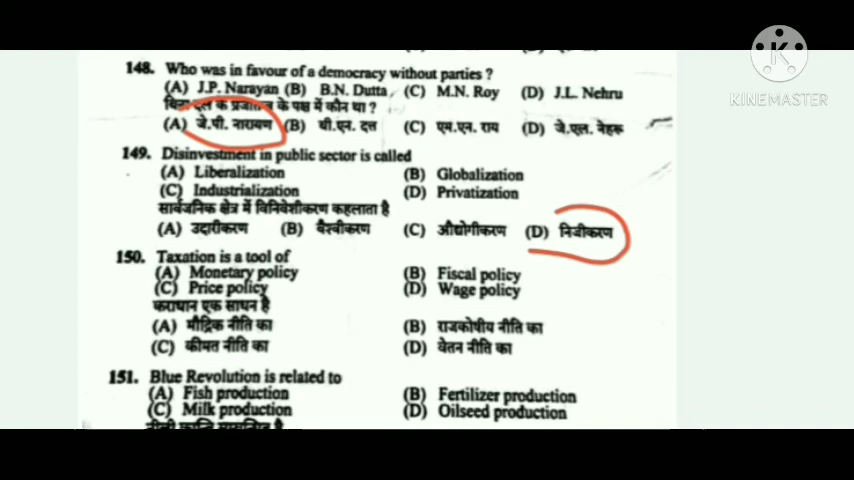 148. Who was in favour of a democracy without parties ?
(A) J.P. Narayan (B) B.N. Dutta (C) M.N. Roy (D) J.L. Nehru
बिना दल के प्रजातंत्र के पक्ष में कौन था ?
(A) जे.पी. नारायण (B) बी.एन. दत्त (C) एम.एन. राय (D) जे.एल. नेहरू
149. Disinvestment in public sector is called
(A) Liberalization (B) Globalization
(C) Industrialization (D) Privatization
सार्वजनिक क्षेत्र में विनिवेशीकरण कहलाता है
(A) उदारीकरण (B) वैश्वीकरण (C) औद्योगीकरण (D) निजीकरण
150. Taxation is a tool of
(A) Monetary policy (B) Fiscal policy
(C) Price policy (D) Wage policy
कराधान एक साधन है
(A) मौद्रिक नीति का (B) राजकोषीय नीति का
(C) कीमत नीति का (D) वेतन नीति का
151. Blue Revolution is related to
(A) Fish production (B) Fertilizer production
(C) Milk production (D) Oilseed production
K
KINEMASTER